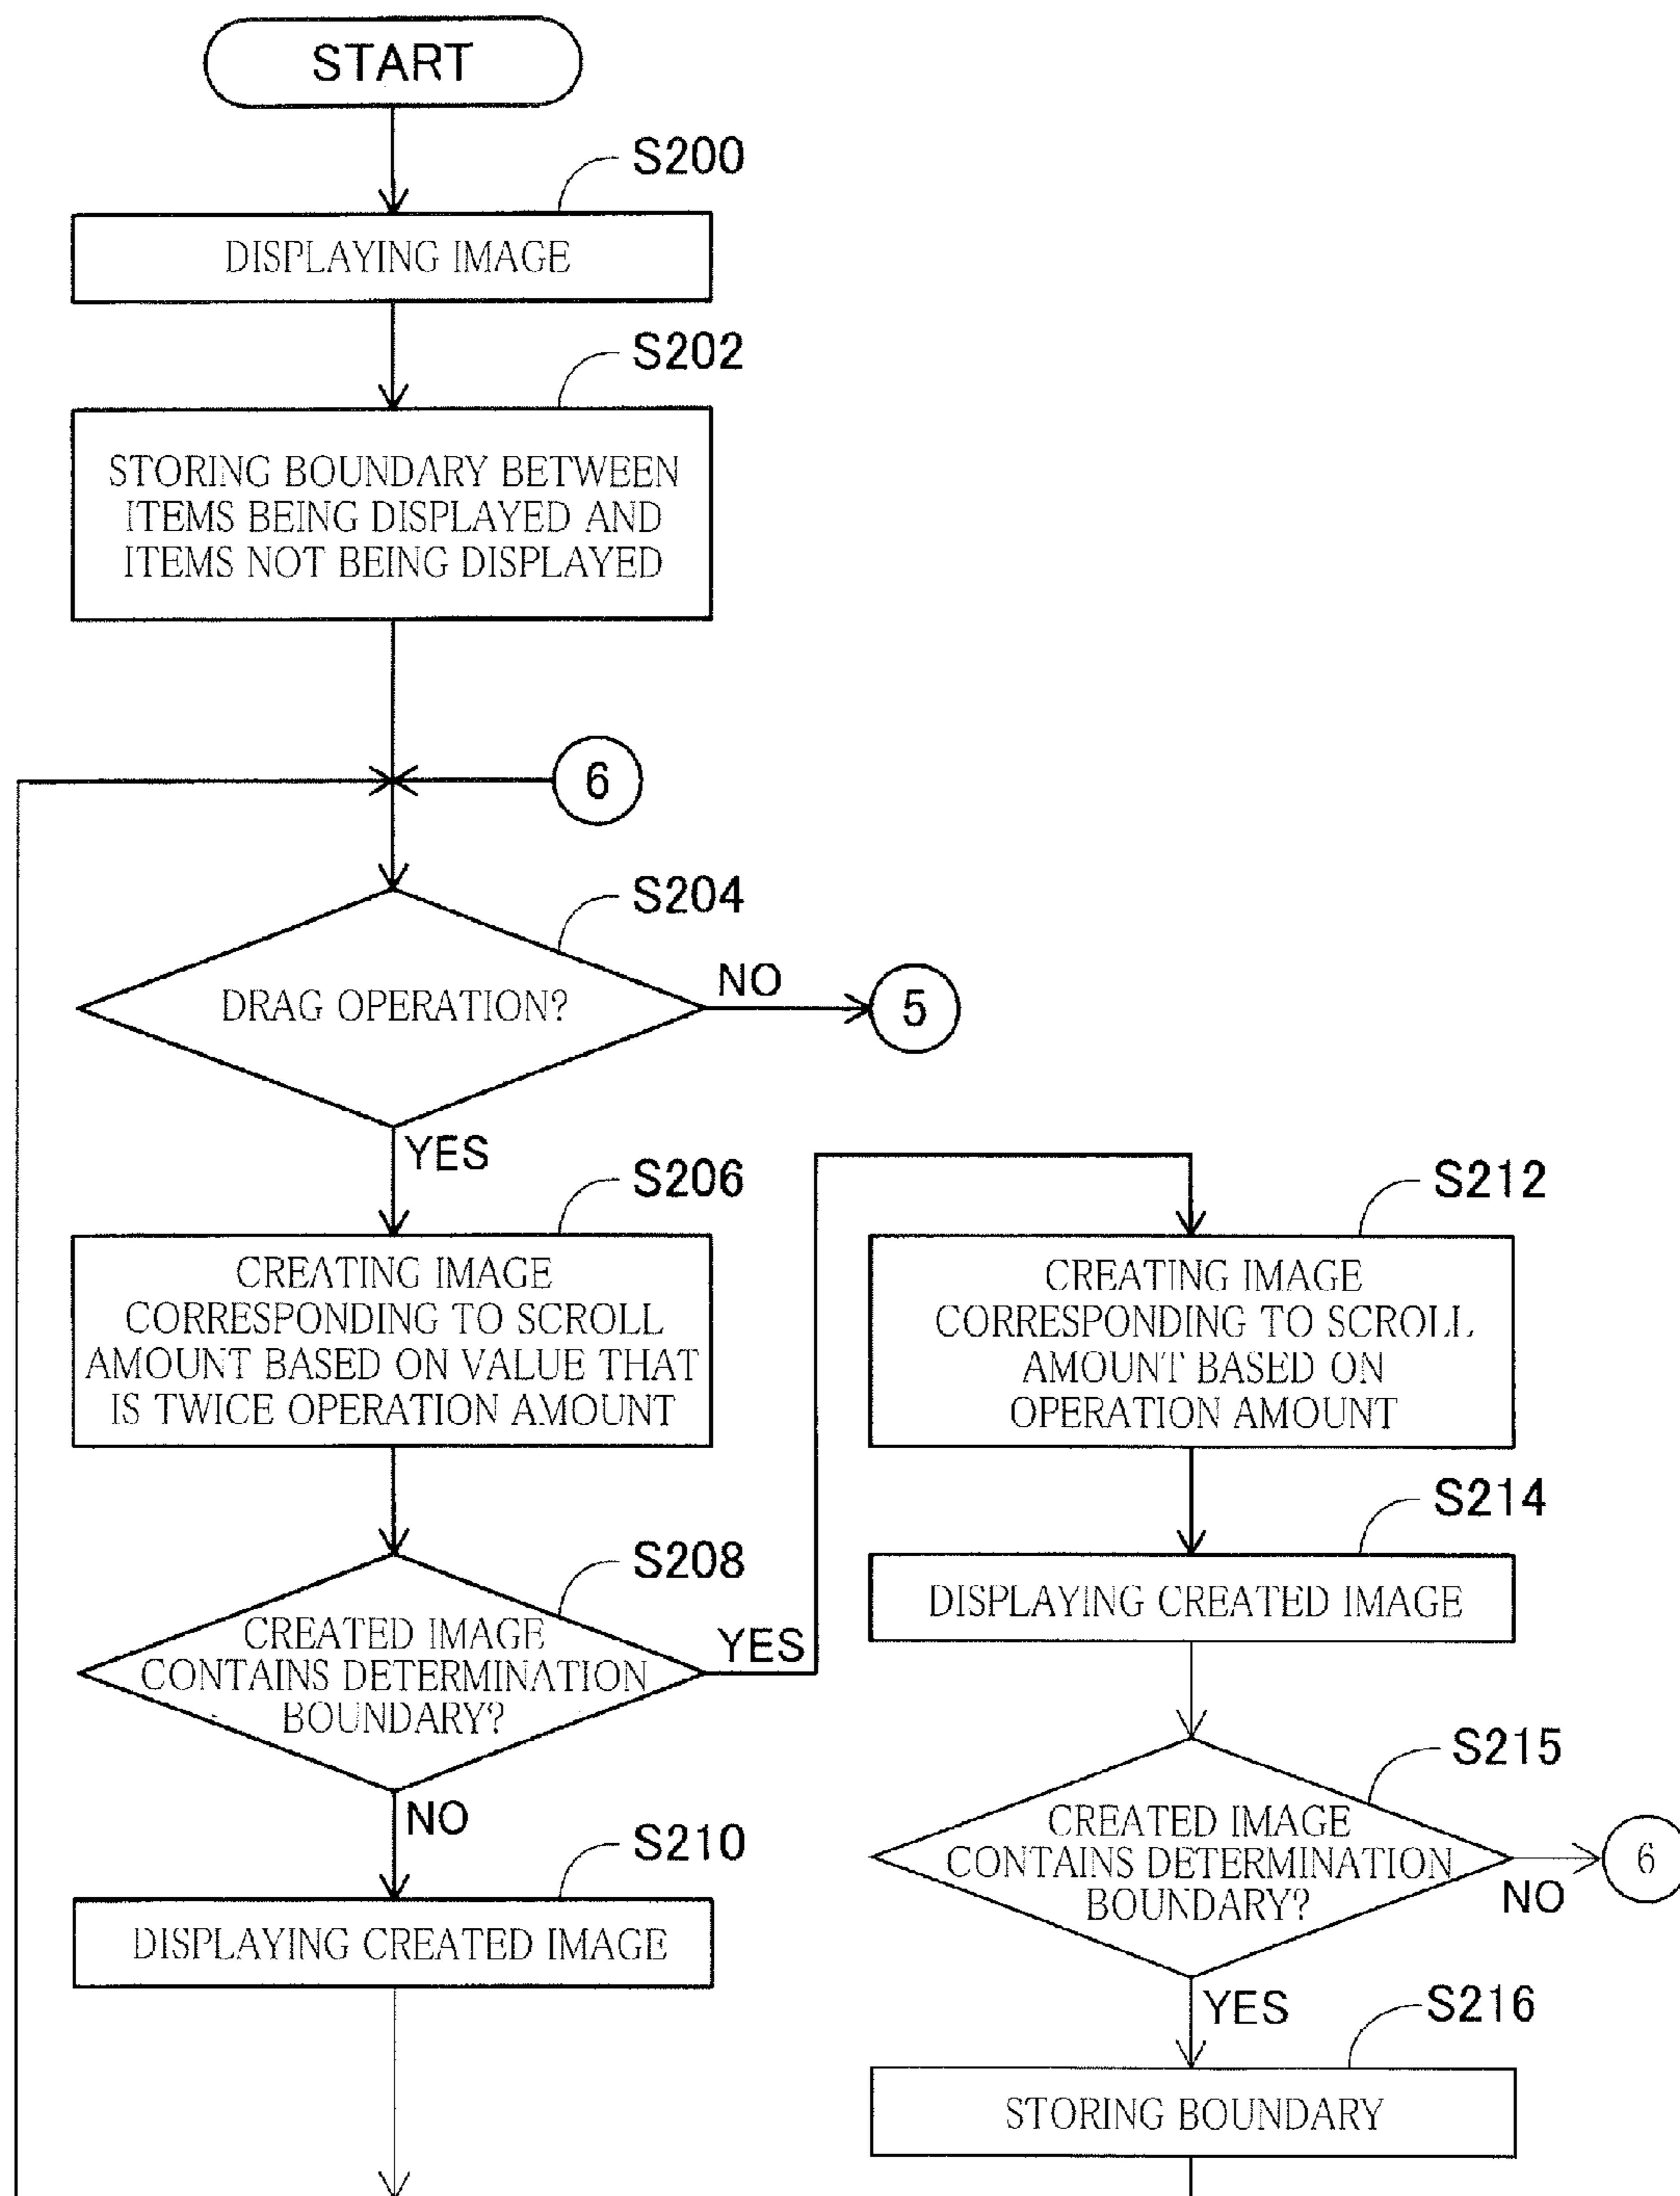 START
S200
DISPLAYING IMAGE
S202
STORING BOUNDARY BETWEEN
ITEMS BEING DISPLAYED AND
ITEMS NOT BEING DISPLAYED
6
S204
DRAG OPERATION?
NO
5
YES
S206
CREATING IMAGE
CORRESPONDING TO SCROLL
AMOUNT BASED ON VALUE THAT
IS TWICE OPERATION AMOUNT
S208
CREATED IMAGE
CONTAINS DETERMINATION
BOUNDARY?
YES
NO
S210
DISPLAYING CREATED IMAGE
S212
CREATING IMAGE
CORRESPONDING TO SCROLL
AMOUNT BASED ON
OPERATION AMOUNT
S214
DISPLAYING CREATED IMAGE
S215
CREATED IMAGE
CONTAINS DETERMINATION
BOUNDARY?
NO
6
YES
S216
STORING BOUNDARY